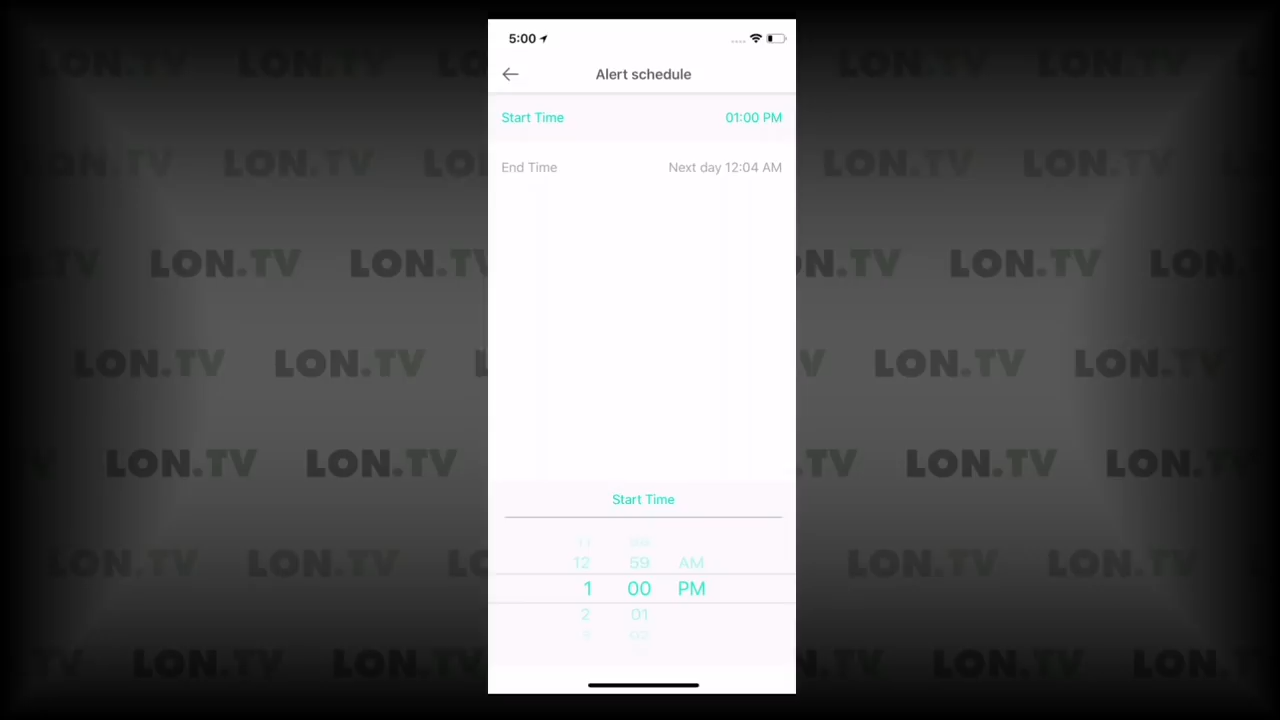 5:00
Alert schedule
Start Time 01:00 PM
End Time Next day 12:04 AM
Start Time
12 59 AM
1 00 PM
2 01
LON.TV